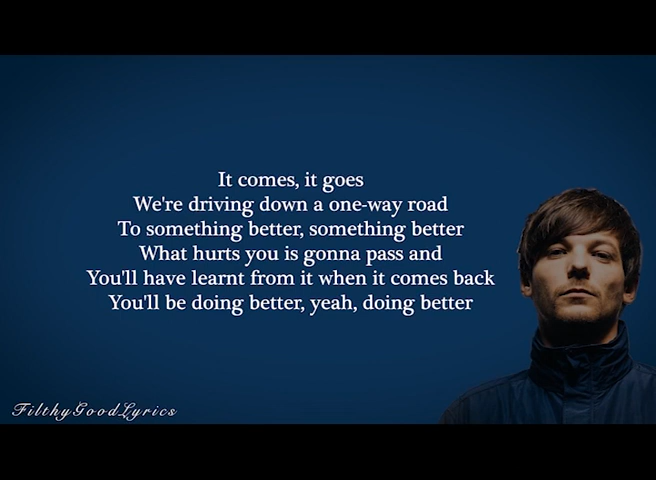 It comes, it goes
We're driving down a one-way road
To something better, something better
What hurts you is gonna pass and
You'll have learnt from it when it comes back
You'll be doing better, yeah, doing better
FilthyGoodLyrics